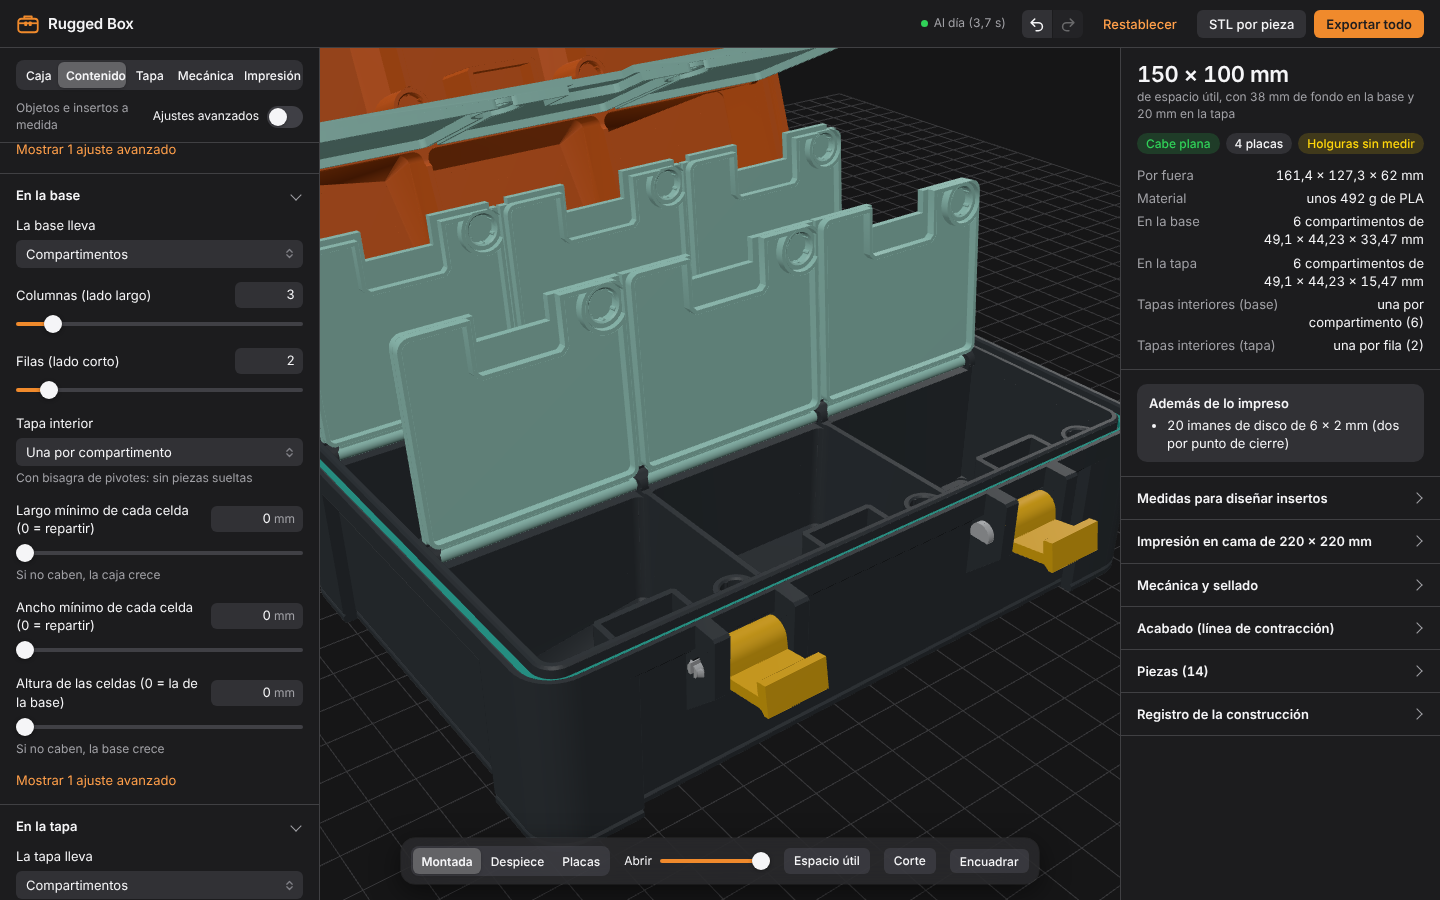 Rugged Box
Al día (3,7 s)
Restablecer
STL por pieza
Exportar todo
Caja
Contenido
Tapa
Mecánica
Impresión
Objetos e insertos a
medida
Ajustes avanzados
Mostrar 1 ajuste avanzado
En la base
La base lleva
Compartimentos
Columnas (lado largo)
3
Filas (lado corto)
2
Tapa interior
Una por compartimento
Con bisagra de pivotes: sin piezas sueltas
Largo mínimo de cada celda
(0 = repartir)
0 mm
Si no caben, la caja crece
Ancho mínimo de cada celda
(0 = repartir)
0 mm
Altura de las celdas (0 = la de
la base)
0 mm
Si no caben, la base crece
Mostrar 1 ajuste avanzado
En la tapa
La tapa lleva
Compartimentos
Montada
Despiece
Placas
Abrir
Espacio útil
Corte
Encuadrar
150 × 100 mm
de espacio útil, con 38 mm de fondo en la base y
20 mm en la tapa
Cabe plana
4 placas
Holguras sin medir
Por fuera
161,4 × 127,3 × 62 mm
Material
unos 492 g de PLA
En la base
6 compartimentos de
49,1 × 44,23 × 33,47 mm
En la tapa
6 compartimentos de
49,1 × 44,23 × 15,47 mm
Tapas interiores (base)
una por
compartimento (6)
Tapas interiores (tapa)
una por fila (2)
Además de lo impreso
• 20 imanes de disco de 6 × 2 mm (dos
por punto de cierre)
Medidas para diseñar insertos
Impresión en cama de 220 × 220 mm
Mecánica y sellado
Acabado (línea de contracción)
Piezas (14)
Registro de la construcción